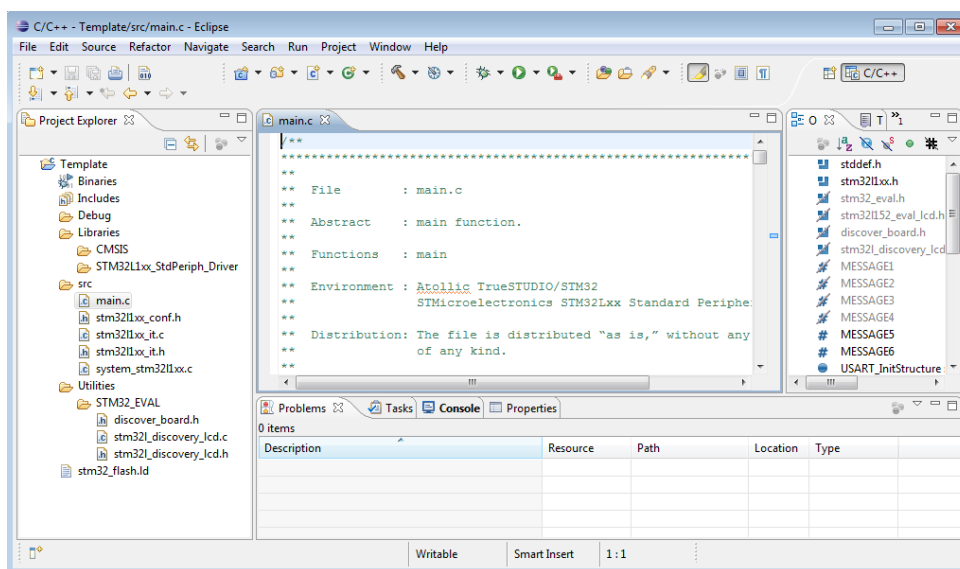 C/C++ - Template/src/main.c - Eclipse
File Edit Source Refactor Navigate Search Run Project Window Help
C/C++
Project Explorer
Template
Binaries
Includes
Debug
Libraries
CMSIS
STM32L1xx_StdPeriph_Driver
src
main.c
stm32l1xx_conf.h
stm32l1xx_it.c
stm32l1xx_it.h
system_stm32l1xx.c
Utilities
STM32_EVAL
discover_board.h
stm32l_discovery_lcd.c
stm32l_discovery_lcd.h
stm32_flash.ld
main.c
/**
*****************************************************************
**
** File : main.c
**
** Abstract : main function.
**
** Functions : main
**
** Environment : Atollic TrueSTUDIO/STM32
** STMicroelectronics STM32Lxx Standard Periphe
**
** Distribution: The file is distributed “as is,” without any
** of any kind.
**
O T »1
stddef.h
stm32l1xx.h
stm32_eval.h
stm32l152_eval_lcd.h
discover_board.h
stm32l_discovery_lcd
MESSAGE1
MESSAGE2
MESSAGE3
MESSAGE4
MESSAGE5
MESSAGE6
USART_InitStructure
Problems Tasks Console Properties
0 items
Description Resource Path Location Type
Writable Smart Insert 1 : 1